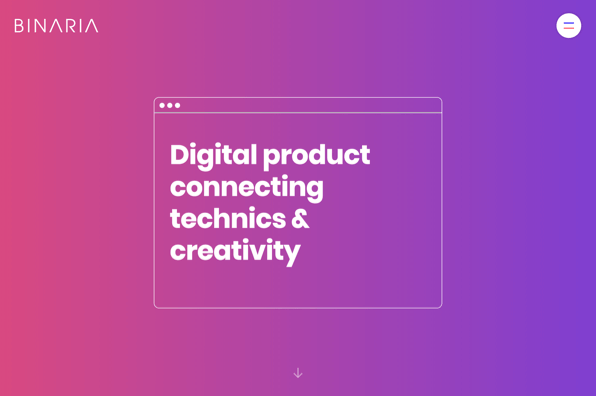 BINARIA
Digital product
connecting
technics &
creativity